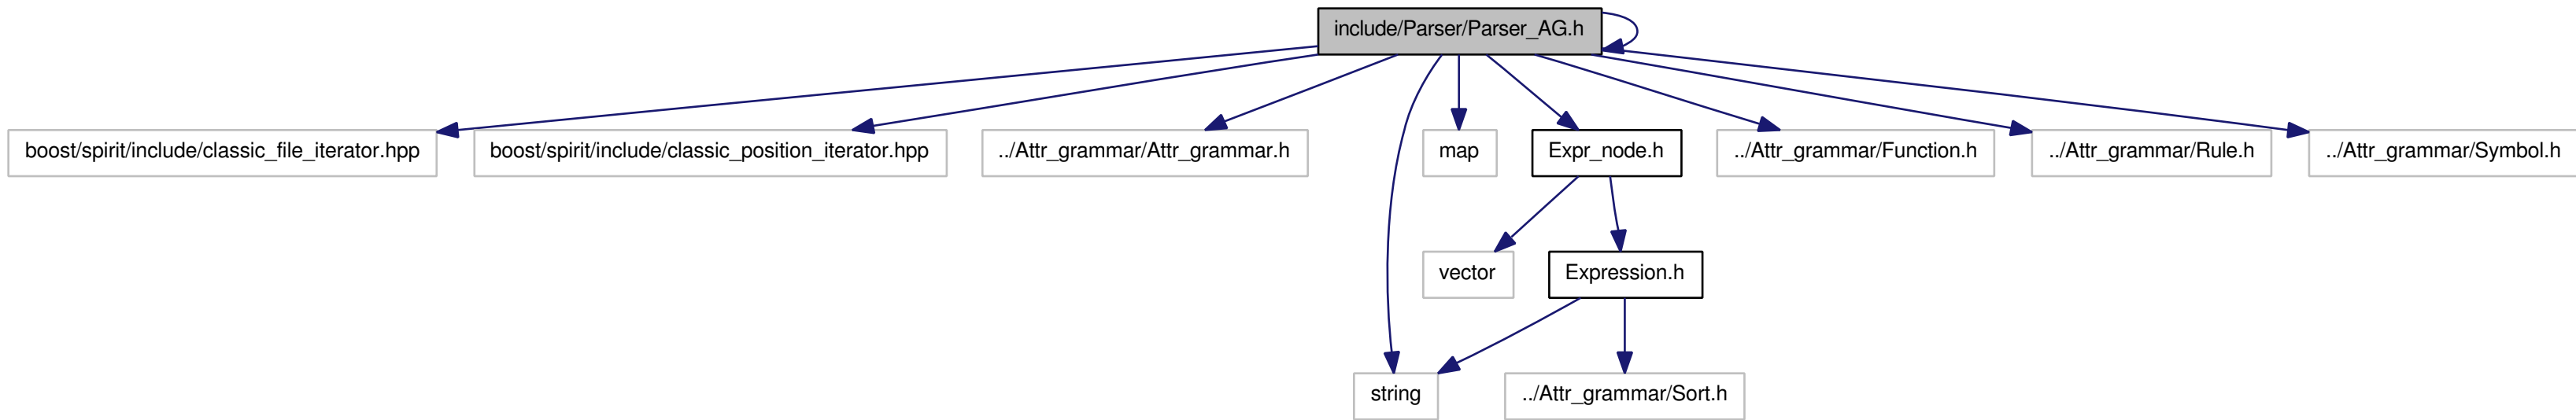 include/Parser/Parser_AG.h
boost/spirit/include/classic_file_iterator.hpp
boost/spirit/include/classic_position_iterator.hpp
../Attr_grammar/Attr_grammar.h
map
Expr_node.h
../Attr_grammar/Function.h
../Attr_grammar/Rule.h
../Attr_grammar/Symbol.h
vector
Expression.h
string
../Attr_grammar/Sort.h